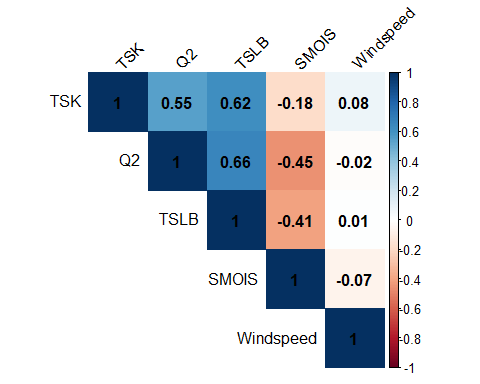 TSK Q2 TSLB SMOIS Windspeed
TSK 1 0.55 0.62 -0.18 0.08
Q2 1 0.66 -0.45 -0.02
TSLB 1 -0.41 0.01
SMOIS 1 -0.07
Windspeed 1
1
0.8
0.6
0.4
0.2
0
-0.2
-0.4
-0.6
-0.8
-1